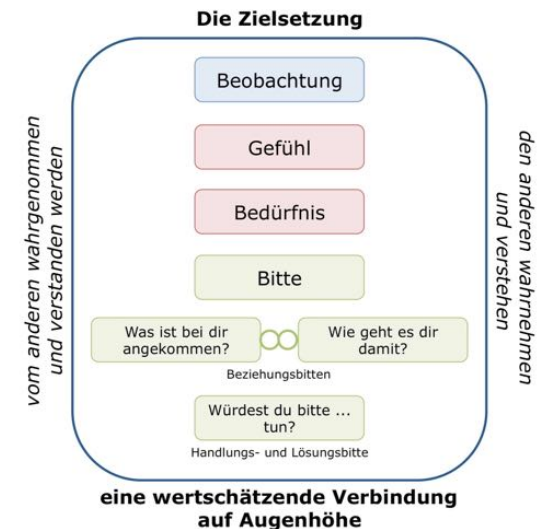 Die Zielsetzung
vom anderen wahrgenommen
und verstanden werden
Beobachtung
Gefühl
Bedürfnis
Bitte
Was ist bei dir
angekommen?
Wie geht es dir
damit?
Beziehungsbitten
Würdest du bitte ...
tun?
Handlungs- und Lösungsbitte
den anderen wahrnehmen
und verstehen
eine wertschätzende Verbindung
auf Augenhöhe